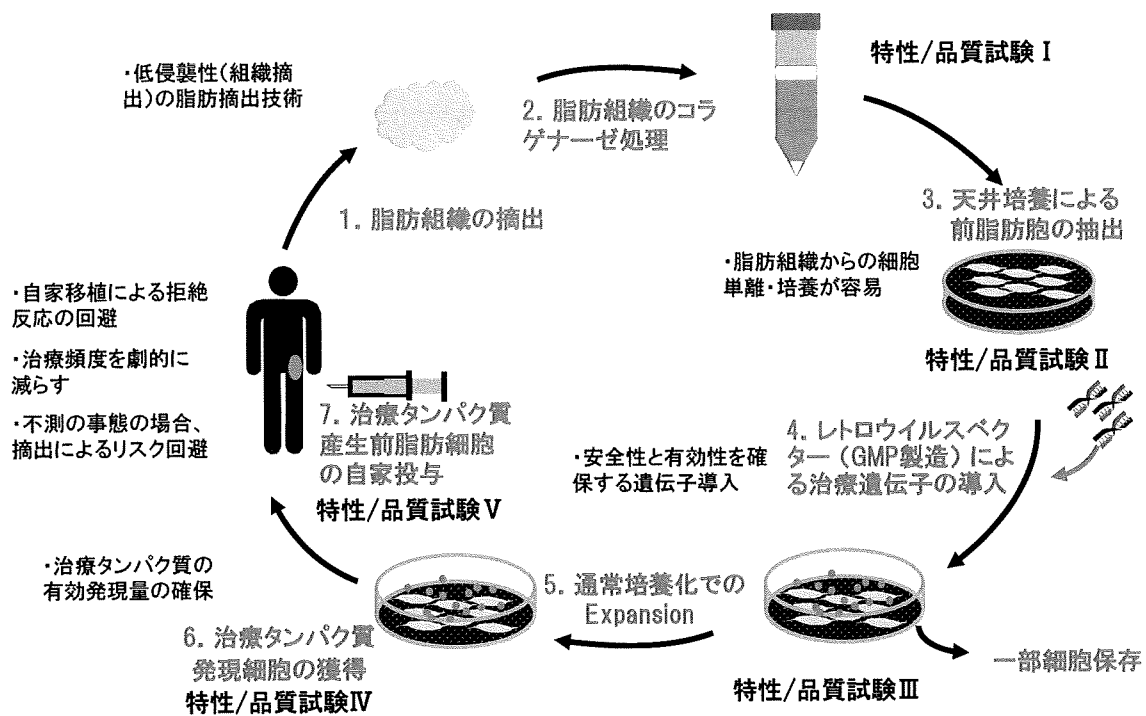 ・低侵襲性(組織摘
出)の脂肪摘出技術
2. 脂肪組織のコラ
ゲナーゼ処理
特性/品質試験Ⅰ
1. 脂肪組織の摘出
3. 天井培養による
前脂肪胞の抽出
・脂肪組織からの細胞
単離・培養が容易
特性/品質試験Ⅱ
・自家移植による拒絶
反応の回避
・治療頻度を劇的に
減らす
・不測の事態の場合、
摘出によるリスク回避
7. 治療タンパク質
産生前脂肪細胞
の自家投与
特性/品質試験Ⅴ
4. レトロウイルスベク
ター(GMP製造)によ
る治療遺伝子の導入
・安全性と有効性を確
保する遺伝子導入
・治療タンパク質の
有効発現量の確保
5. 通常培養化での
Expansion
6. 治療タンパク質
発現細胞の獲得
特性/品質試験Ⅳ
特性/品質試験Ⅲ
一部細胞保存